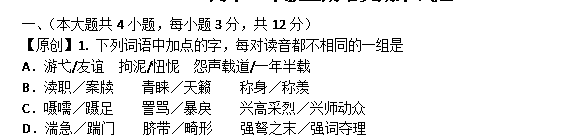 一、（本大题共 4 小题，每小题 3 分，共 12 分）
【原创】1. 下列词语中加点的字，每对读音都不相同的一组是
A．游弋/友谊 拘泥/忸怩 怨声载道/一年半载
B．渎职／案牍 青睐／天籁 称身／称羡
C．嗫嚅／蹑足 詈骂／暴戾 兴高采烈／兴师动众
D．湍急／踹门 脐带／畸形 强弩之末／强词夺理